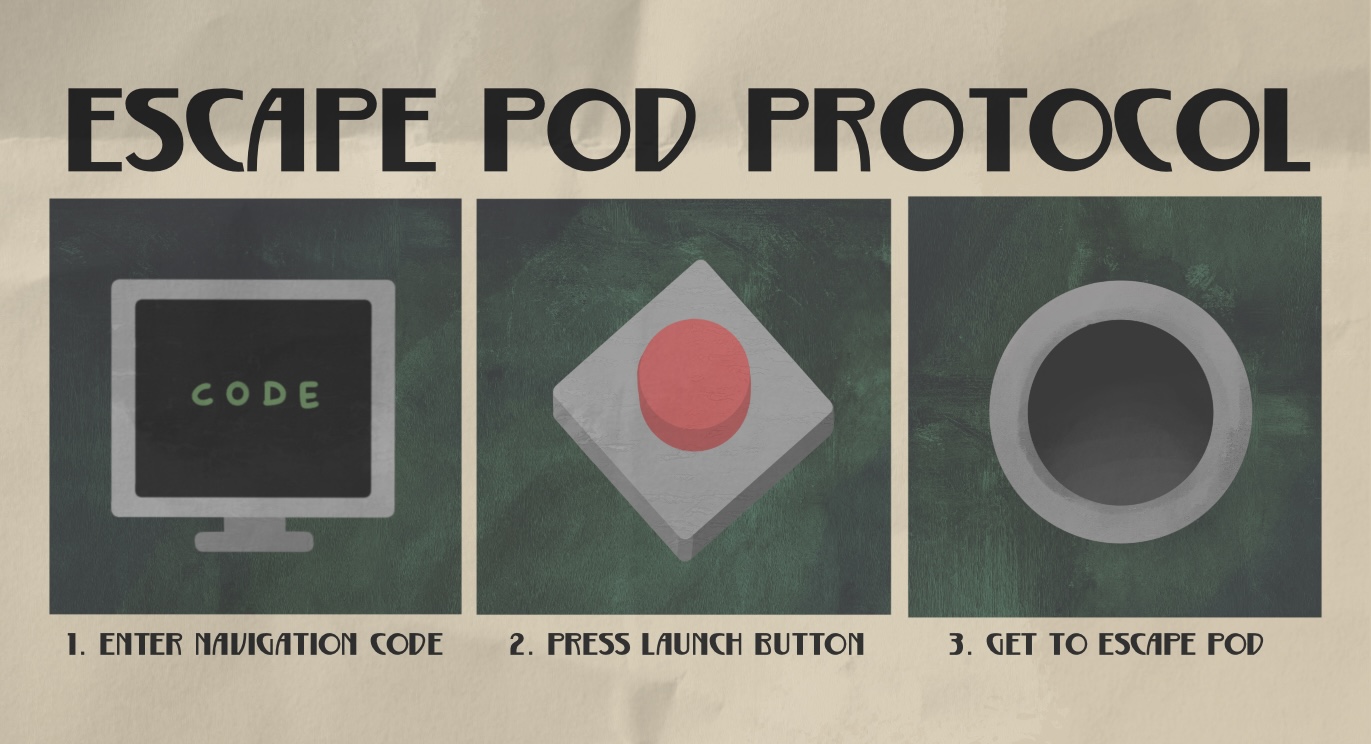 ESCAPE POD PROTOCOL
CODE
1. ENTER NAVIGATION CODE
2. PRESS LAUNCH BUTTON
3. GET TO ESCAPE POD